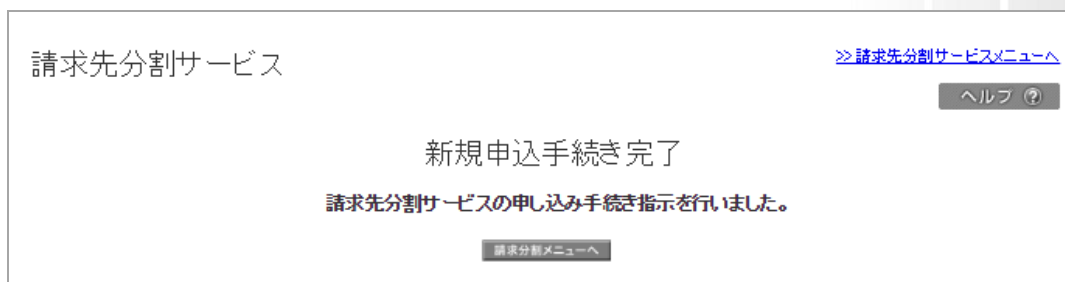 請求先分割サービス
>> 請求先分割サービスメニューへ
ヘルプ ?
新規申込手続き完了
請求先分割サービスの申し込み手続き指示を行いました。
請求分割メニューへ